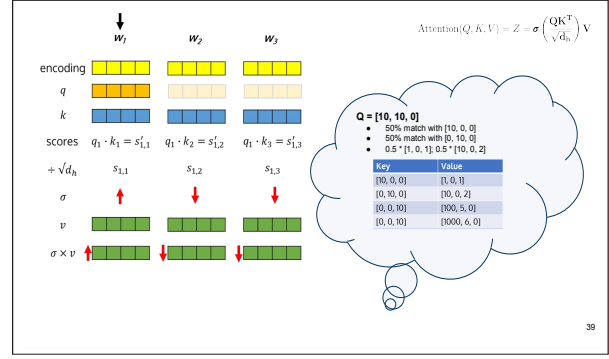 Attention(Q, K, V) = Z = σ (QKᵀ / √dₕ) V
w₁ w₂ w₃
encoding
q
k
scores q₁ · k₁ = s′₁,₁ q₁ · k₂ = s′₁,₂ q₁ · k₃ = s′₁,₃
÷ √dₕ s₁,₁ s₁,₂ s₁,₃
σ
v
σ × v
Q = [10, 10, 0]
• 50% match with [10, 0, 0]
• 50% match with [0, 10, 0]
• 0.5 * [1, 0, 1]; 0.5 * [10, 0, 2]
Key Value
[10, 0, 0] [1, 0, 1]
[0, 10, 0] [10, 0, 2]
[0, 0, 10] [100, 5, 0]
[0, 0, 10] [1000, 6, 0]
39